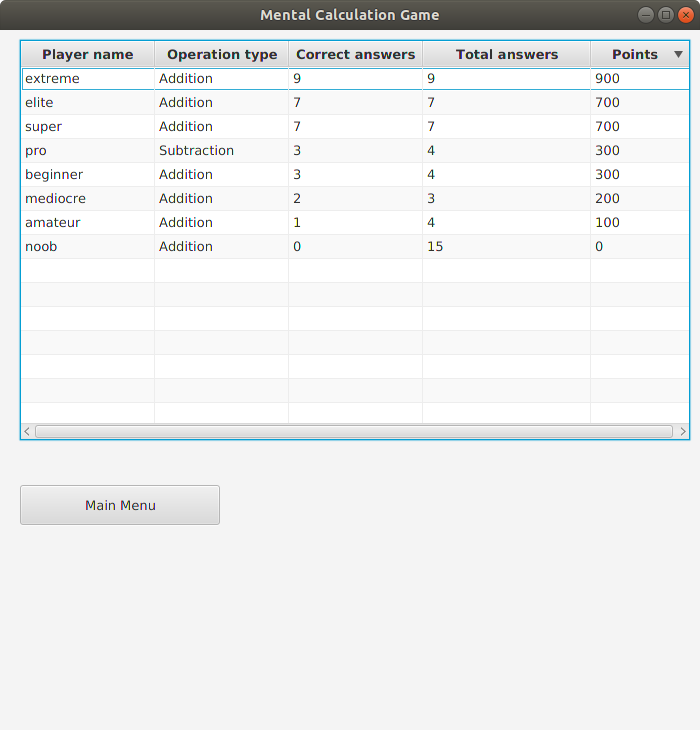 Mental Calculation Game
Player name Operation type Correct answers Total answers Points
extreme Addition 9 9 900
elite Addition 7 7 700
super Addition 7 7 700
pro Subtraction 3 4 300
beginner Addition 3 4 300
mediocre Addition 2 3 200
amateur Addition 1 4 100
noob Addition 0 15 0
Main Menu